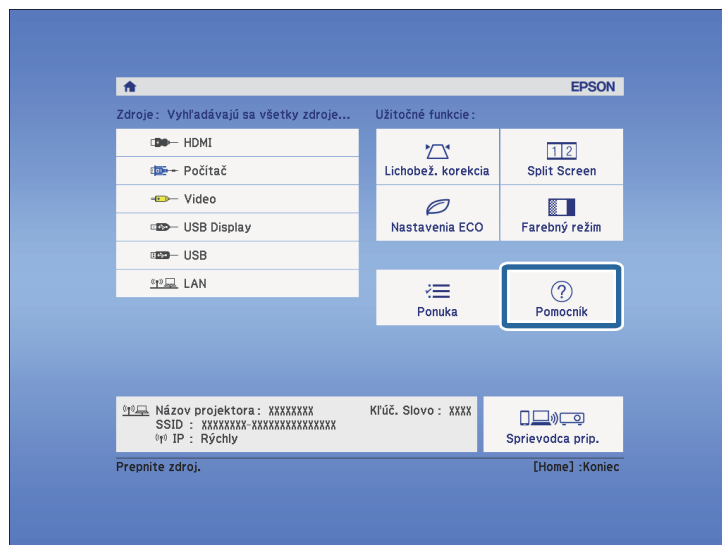 EPSON
Zdroje: Vyhľadávajú sa všetky zdroje...
HDMI
Počítač
Video
USB Display
USB
LAN
Užitočné funkcie:
Lichobež. korekcia
1 2
Split Screen
Nastavenia ECO
Farebný režim
Ponuka
?
Pomocník
Názov projektora: XXXXXXXX
Kľúč. Slovo: XXXX
SSID : XXXXXXXX-XXXXXXXXXXXXXXX
IP : Rýchly
Sprievodca prip.
Prepnite zdroj.
[Home] :Koniec